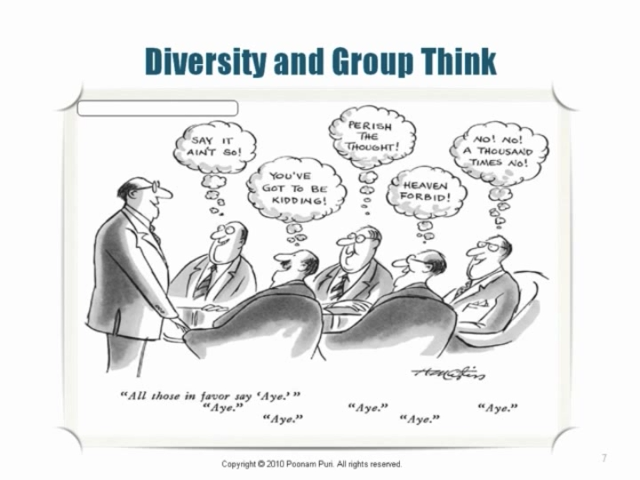 Diversity and Group Think
SAY IT
AIN'T SO!
YOU'VE
GOT TO BE
KIDDING!
PERISH
THE
THOUGHT!
HEAVEN
FORBID!
NO! NO!
A THOUSAND
TIMES NO!
"All those in favor say 'Aye.'"
"Aye."
"Aye."
"Aye."
"Aye."
"Aye."
Copyright © 2010 Poonam Puri. All rights reserved.
7